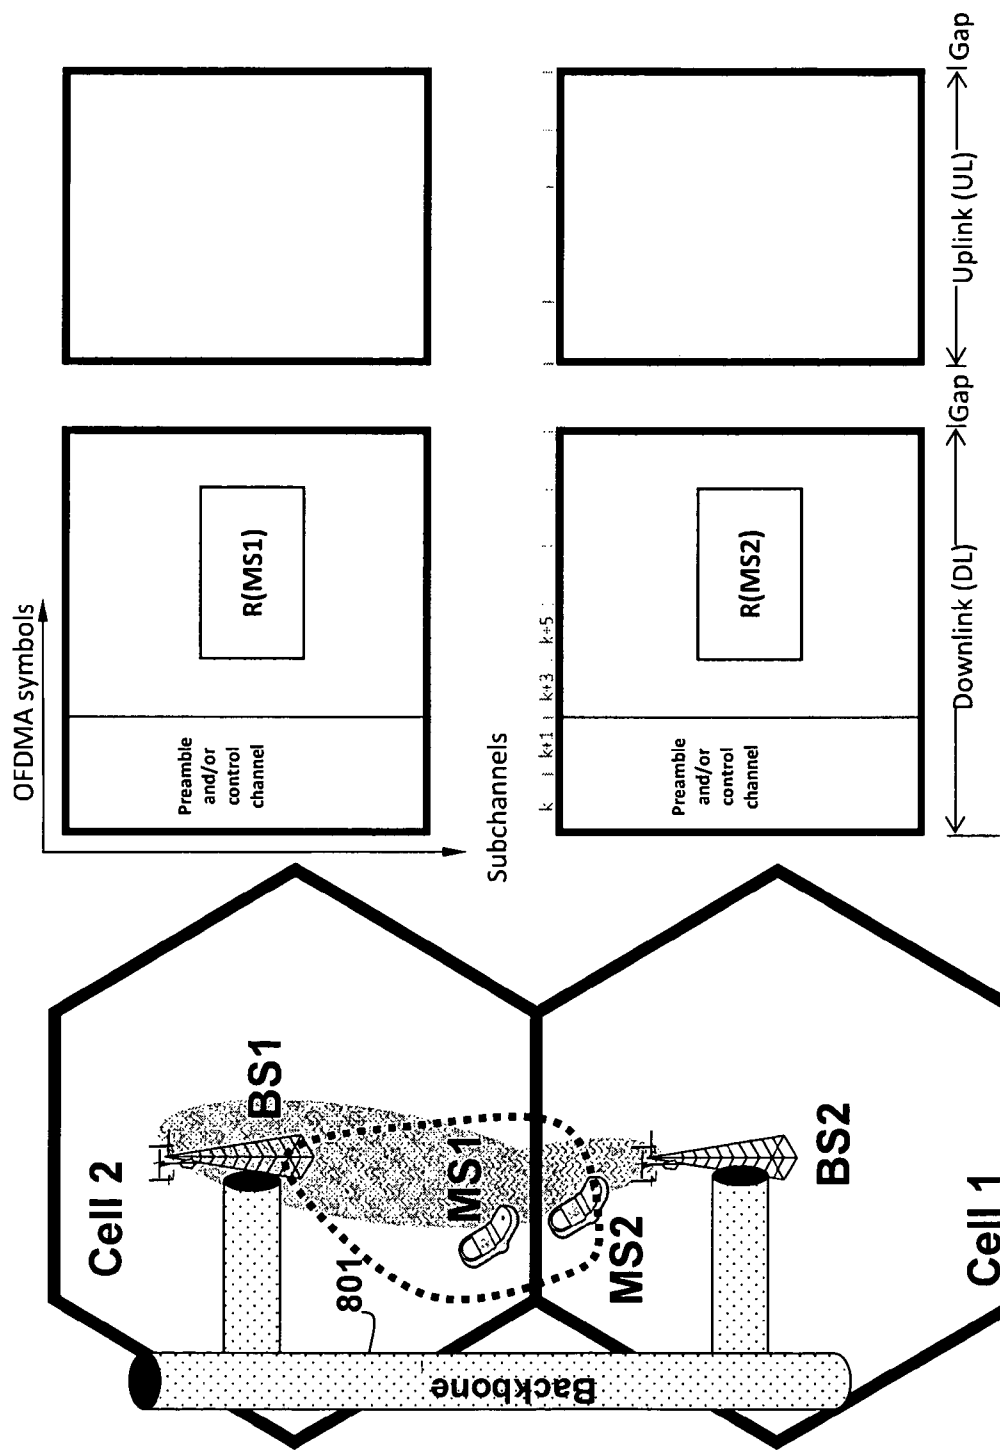 Cell 2
BS1
MS1
MS2
801
Backbone
BS2
Cell 1
OFDMA symbols
Subchannels
Preamble
and/or
control
channel
R(MS1)
k
k+1
k+3
k+5
Preamble
and/or
control
channel
R(MS2)
Downlink (DL)
Gap
Uplink (UL)
Gap